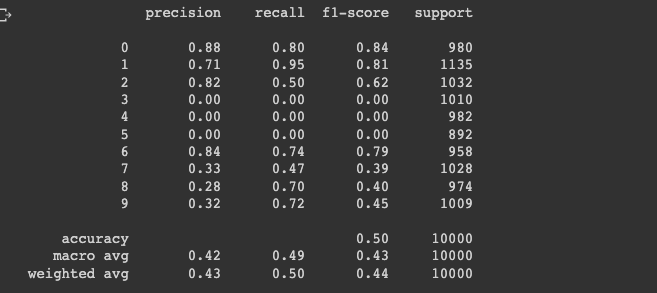 precision recall f1-score support
0 0.88 0.80 0.84 980
1 0.71 0.95 0.81 1135
2 0.82 0.50 0.62 1032
3 0.00 0.00 0.00 1010
4 0.00 0.00 0.00 982
5 0.00 0.00 0.00 892
6 0.84 0.74 0.79 958
7 0.33 0.47 0.39 1028
8 0.28 0.70 0.40 974
9 0.32 0.72 0.45 1009
accuracy 0.50 10000
macro avg 0.42 0.49 0.43 10000
weighted avg 0.43 0.50 0.44 10000